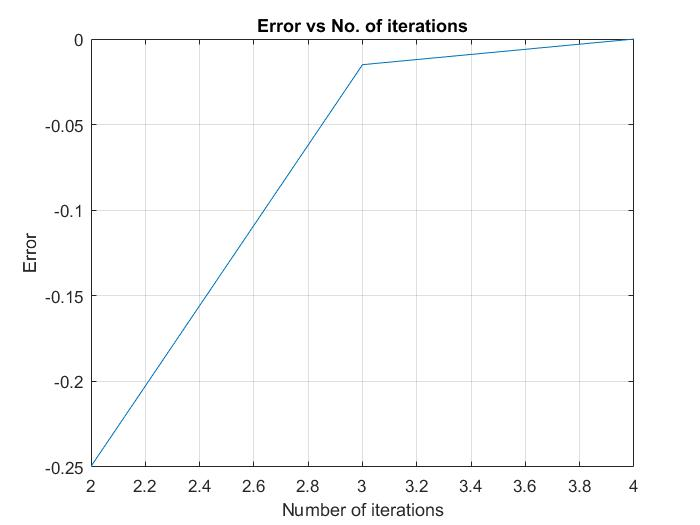 Error vs No. of iterations
0
-0.05
-0.1
-0.15
-0.2
-0.25
Error
2 2.2 2.4 2.6 2.8 3 3.2 3.4 3.6 3.8 4
Number of iterations